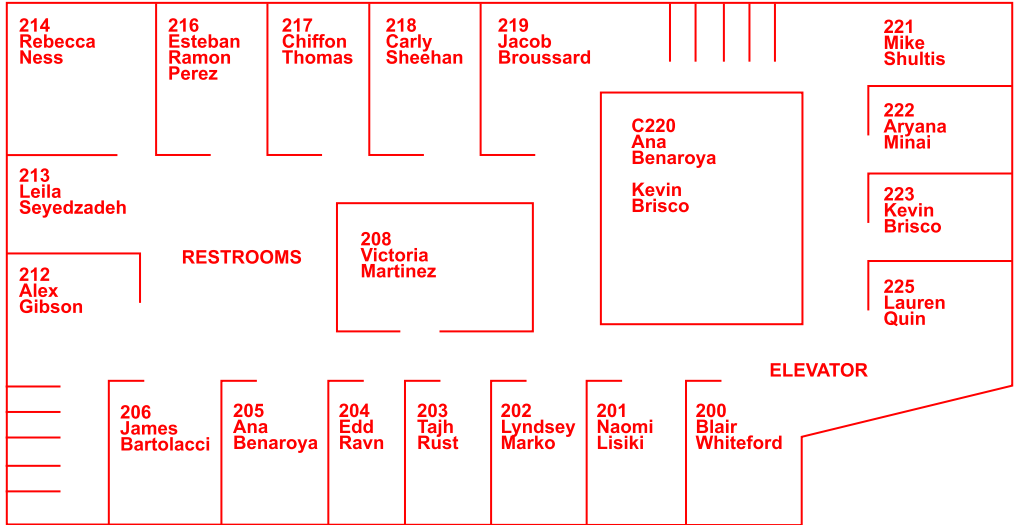 214
Rebecca
Ness
216
Esteban
Ramon
Perez
217
Chiffon
Thomas
218
Carly
Sheehan
219
Jacob
Broussard
221
Mike
Shultis
222
Aryana
Minai
C220
Ana
Benaroya
Kevin
Brisco
213
Leila
Seyedzadeh
223
Kevin
Brisco
208
Victoria
Martinez
RESTROOMS
212
Alex
Gibson
225
Lauren
Quin
ELEVATOR
206
James
Bartolacci
205
Ana
Benaroya
204
Edd
Ravn
203
Tajh
Rust
202
Lyndsey
Marko
201
Naomi
Lisiki
200
Blair
Whiteford